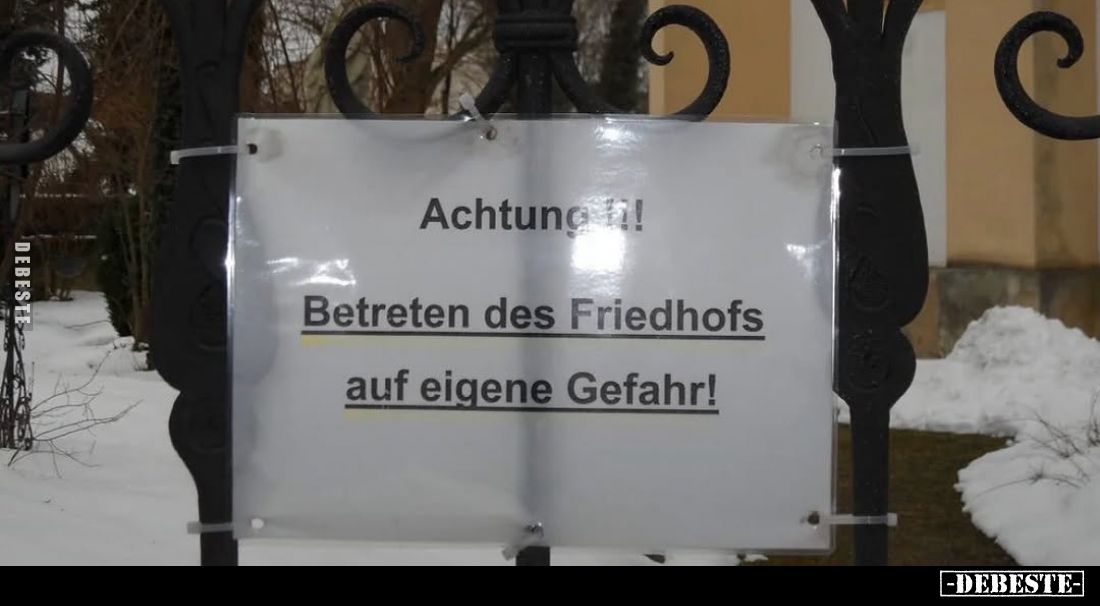 Achtung !!!
Betreten des Friedhofs
auf eigene Gefahr!
DEBESTE
-DEBESTE-